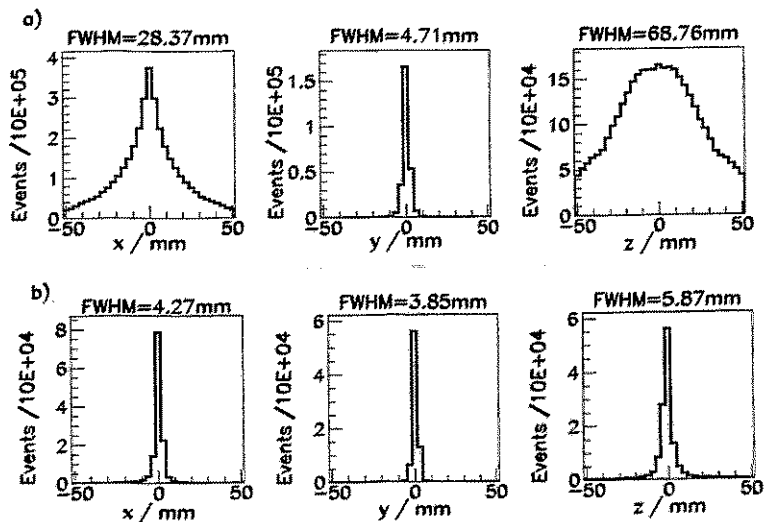 a)
FWHM=28.37mm
Events /10E+05
4
3
2
1
0
-50
0
50
x / mm
FWHM=4.71mm
Events /10E+05
1.5
1
0.5
0
-50
0
50
y / mm
FWHM=68.76mm
Events /10E+04
15
10
5
0
-50
0
50
z / mm
b)
FWHM=4.27mm
Events /10E+04
8
6
4
2
0
-50
0
50
x / mm
FWHM=3.85mm
Events /10E+04
6
4
2
0
-50
0
50
y / mm
FWHM=5.87mm
Events /10E+04
6
4
2
0
-50
0
50
z / mm